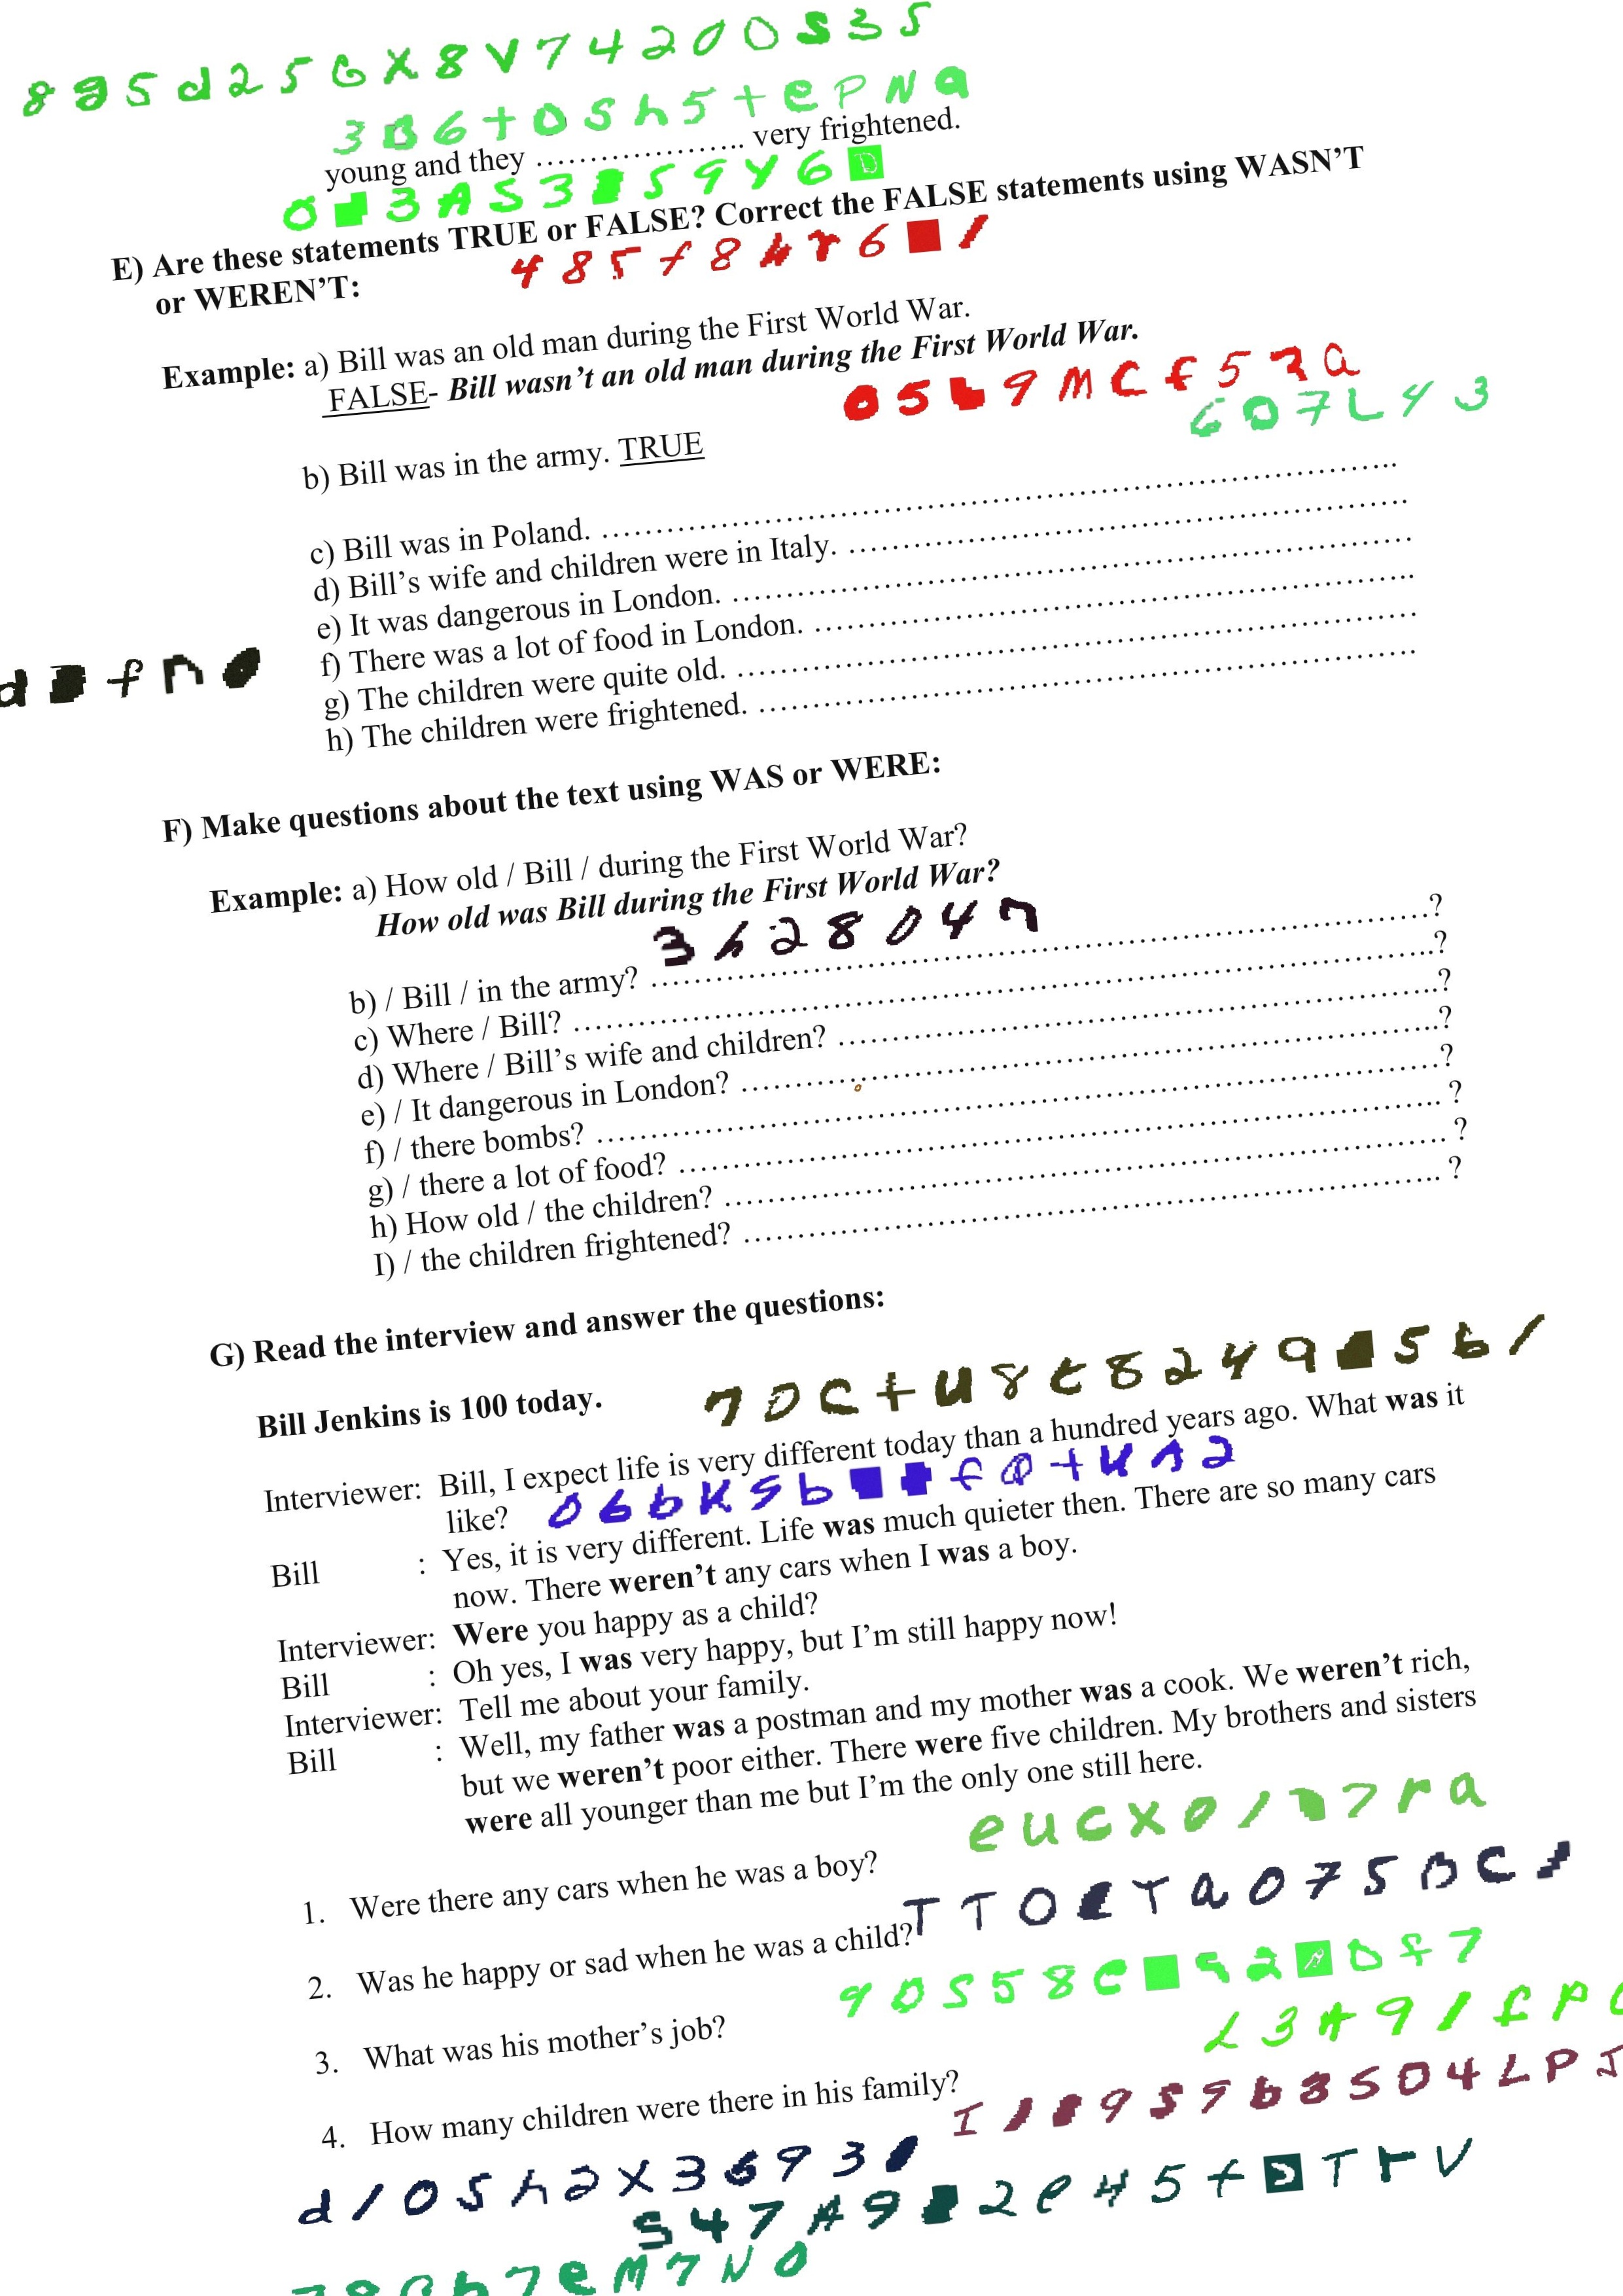 8a5d256X8V74200S35
3B6tOSh5tePNa
young and they ……………….. very frightened.
E) Are these statements TRUE or FALSE? Correct the FALSE statements using WASN'T
or WEREN'T:
Example: a) Bill was an old man during the First World War.
FALSE- Bill wasn't an old man during the First World War.
607L43
b) Bill was in the army. TRUE
c) Bill was in Poland. ………………………………………………………………..
d) Bill's wife and children were in Italy. ……………………………………………
e) It was dangerous in London. ………………………………………………………
f) There was a lot of food in London. ………………………………………………..
g) The children were quite old. ………………………………………………………
h) The children were frightened. ……………………………………………………
F) Make questions about the text using WAS or WERE:
Example: a) How old / Bill / during the First World War?
How old was Bill during the First World War?
3h2804n
b) / Bill / in the army? ……………………………………………………………….?
c) Where / Bill? ………………………………………………………………………..?
d) Where / Bill's wife and children? …………………………………………………?
e) / It dangerous in London? …………………………………………………………..?
f) / there bombs? ……………………………………………………………………..?
g) / there a lot of food? ………………………………………………………………?
h) How old / the children? …………………………………………………………….. ?
I) / the children frightened? ………………………………………………………….. ?
G) Read the interview and answer the questions:
Bill Jenkins is 100 today.
Interviewer: Bill, I expect life is very different today than a hundred years ago. What was it
like?
Bill : Yes, it is very different. Life was much quieter then. There are so many cars
now. There weren't any cars when I was a boy.
Interviewer: Were you happy as a child?
Bill : Oh yes, I was very happy, but I'm still happy now!
Interviewer: Tell me about your family.
Bill : Well, my father was a postman and my mother was a cook. We weren't rich,
but we weren't poor either. There were five children. My brothers and sisters
were all younger than me but I'm the only one still here.
1. Were there any cars when he was a boy?
2. Was he happy or sad when he was a child?
3. What was his mother's job?
4. How many children were there in his family?